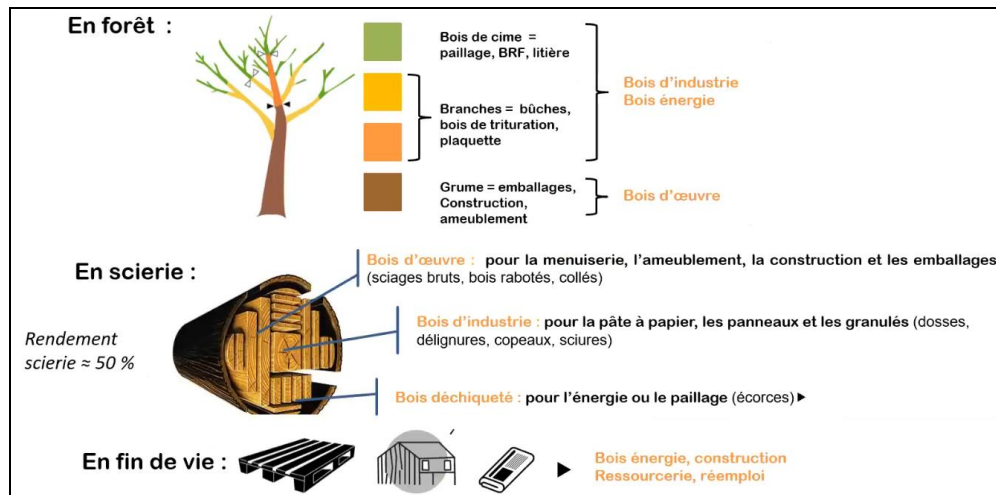 En forêt :
Bois de cime =
paillage, BRF, litière
Branches = bûches,
bois de trituration,
plaquette
Bois d'industrie
Bois énergie
Grume = emballages,
Construction,
ameublement
Bois d'œuvre
En scierie :
Rendement
scierie ≈ 50 %
Bois d'œuvre : pour la menuiserie, l'ameublement, la construction et les emballages
(sciages bruts, bois rabotés, collés)
Bois d'industrie : pour la pâte à papier, les panneaux et les granulés (dosses,
délignures, copeaux, sciures)
Bois déchiqueté : pour l'énergie ou le paillage (écorces)
En fin de vie :
Bois énergie, construction
Ressourcerie, réemploi